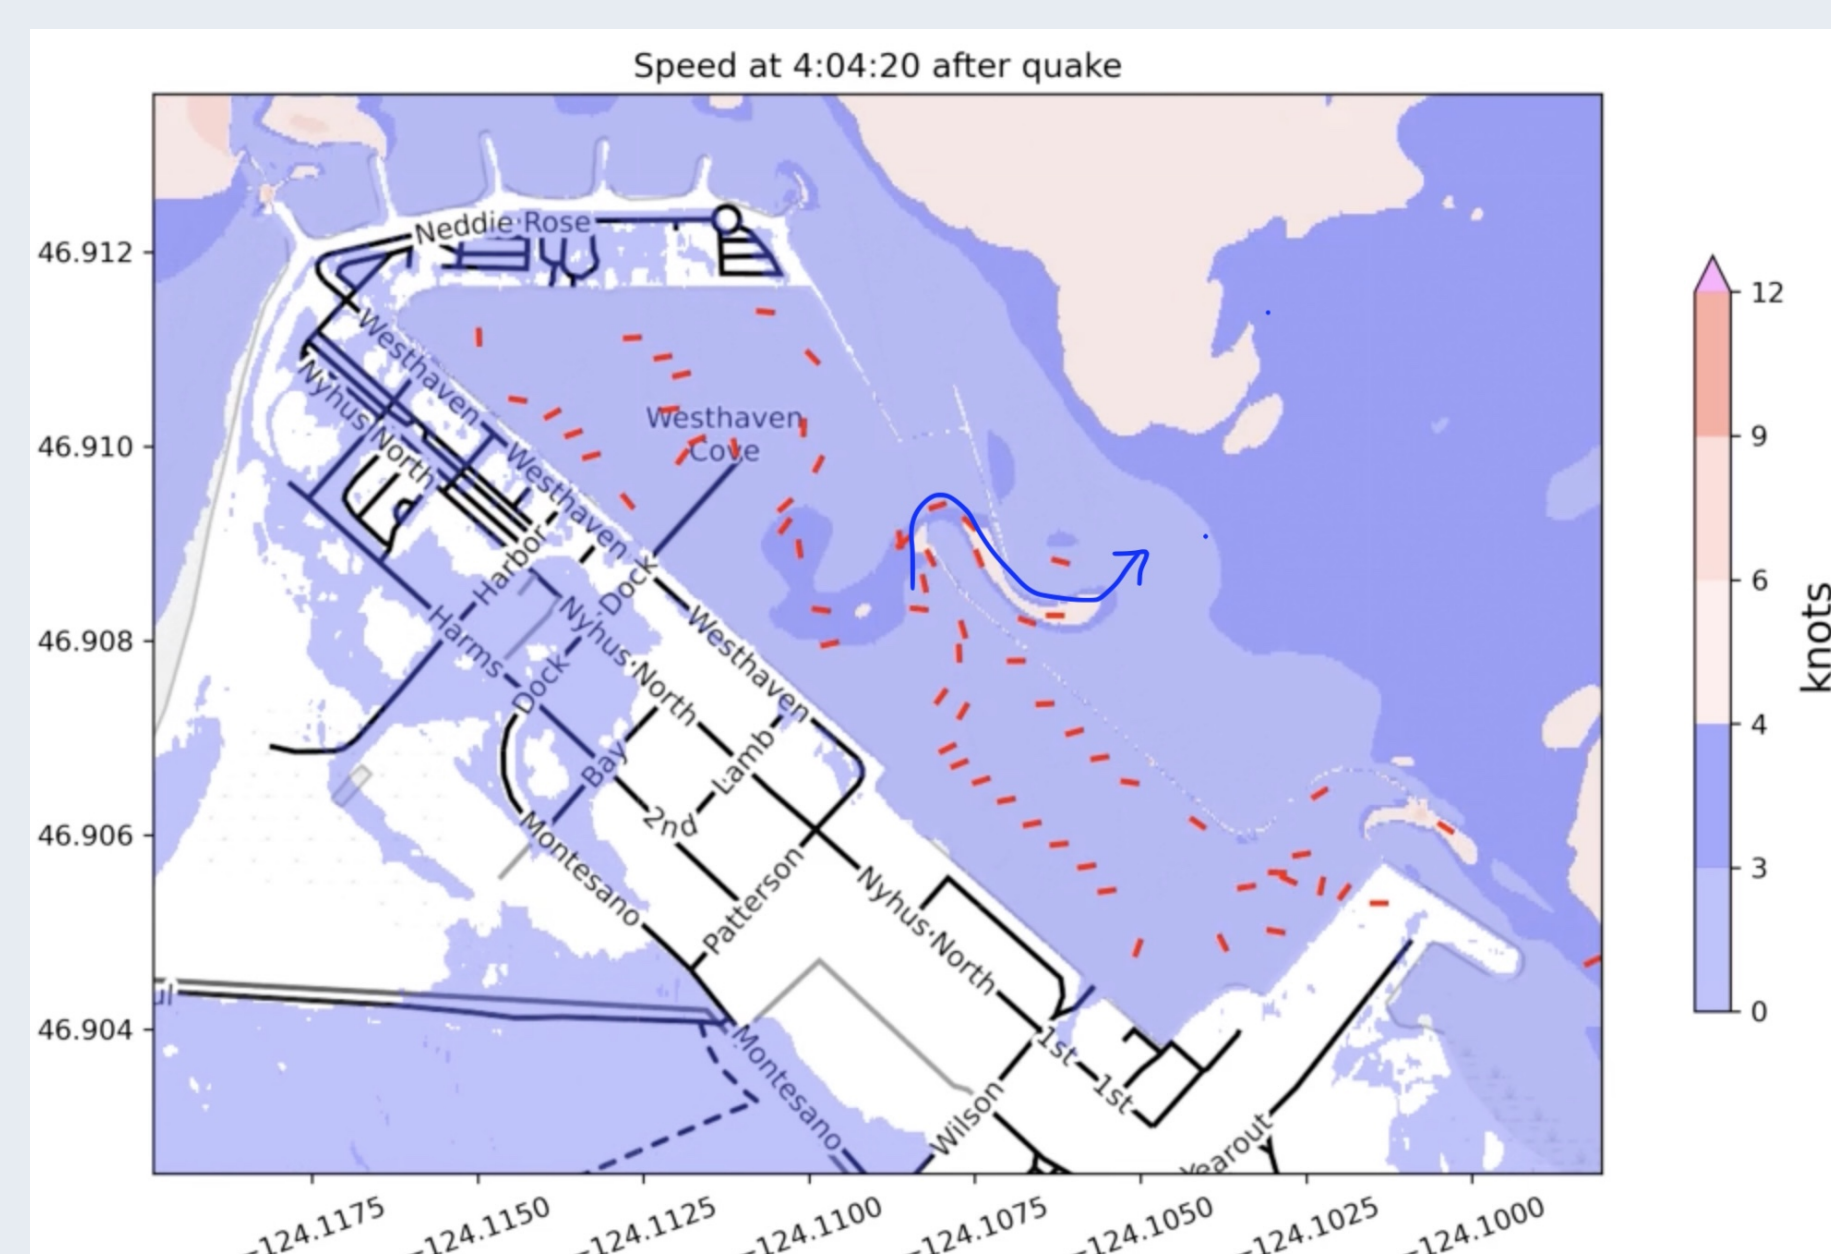 Speed at 4:04:20 after quake
46.912
46.910
46.908
46.906
46.904
Neddie Rose
Westhaven
Nyhus North
Westhaven
Westhaven
Cove
Harbor
Dock
Harms
Nyhus North
Westhaven
Dock
Bay
Lamb
2nd
Montesano
Patterson
Nyhus North
ul
Montesano
1st
1st
Wilson
Yearout
12
9
6
4
3
0
knots
−124.1175
−124.1150
−124.1125
−124.1100
−124.1075
−124.1050
−124.1025
−124.1000